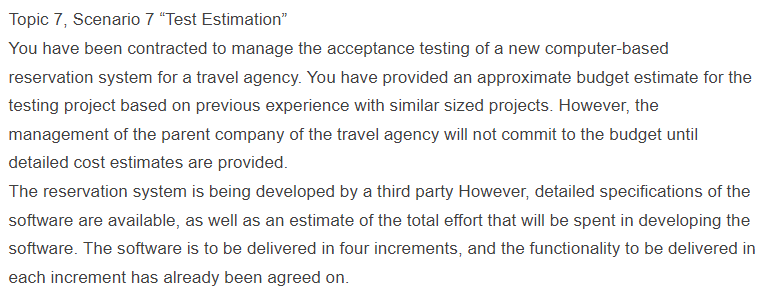 Topic 7, Scenario 7 “Test Estimation”
You have been contracted to manage the acceptance testing of a new computer-based
reservation system for a travel agency. You have provided an approximate budget estimate for the
testing project based on previous experience with similar sized projects. However, the
management of the parent company of the travel agency will not commit to the budget until
detailed cost estimates are provided.
The reservation system is being developed by a third party However, detailed specifications of the
software are available, as well as an estimate of the total effort that will be spent in developing the
software. The software is to be delivered in four increments, and the functionality to be delivered in
each increment has already been agreed on.